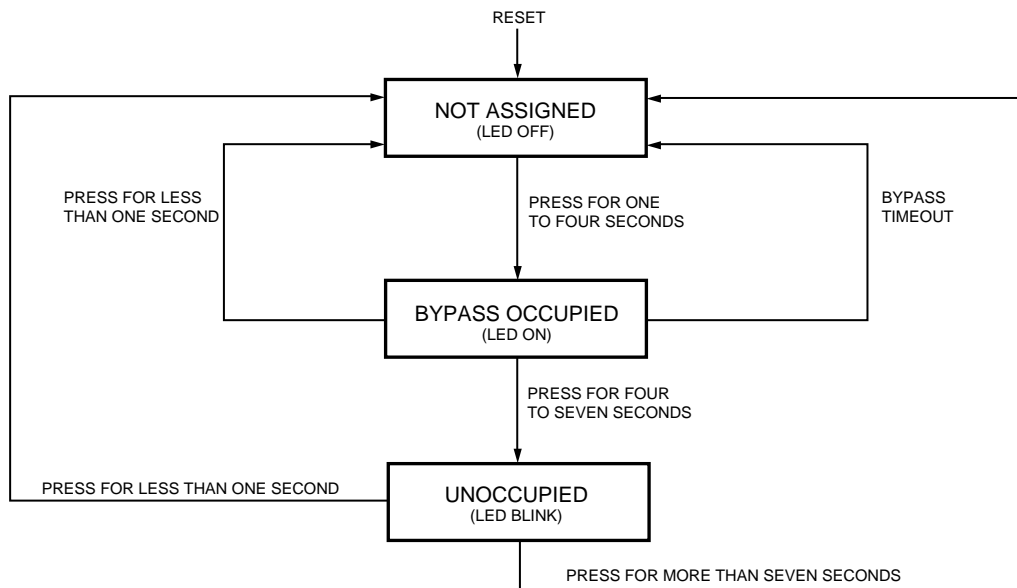 RESET
NOT ASSIGNED
(LED OFF)
PRESS FOR LESS
THAN ONE SECOND
PRESS FOR ONE
TO FOUR SECONDS
BYPASS
TIMEOUT
BYPASS OCCUPIED
(LED ON)
PRESS FOR FOUR
TO SEVEN SECONDS
PRESS FOR LESS THAN ONE SECOND
UNOCCUPIED
(LED BLINK)
PRESS FOR MORE THAN SEVEN SECONDS